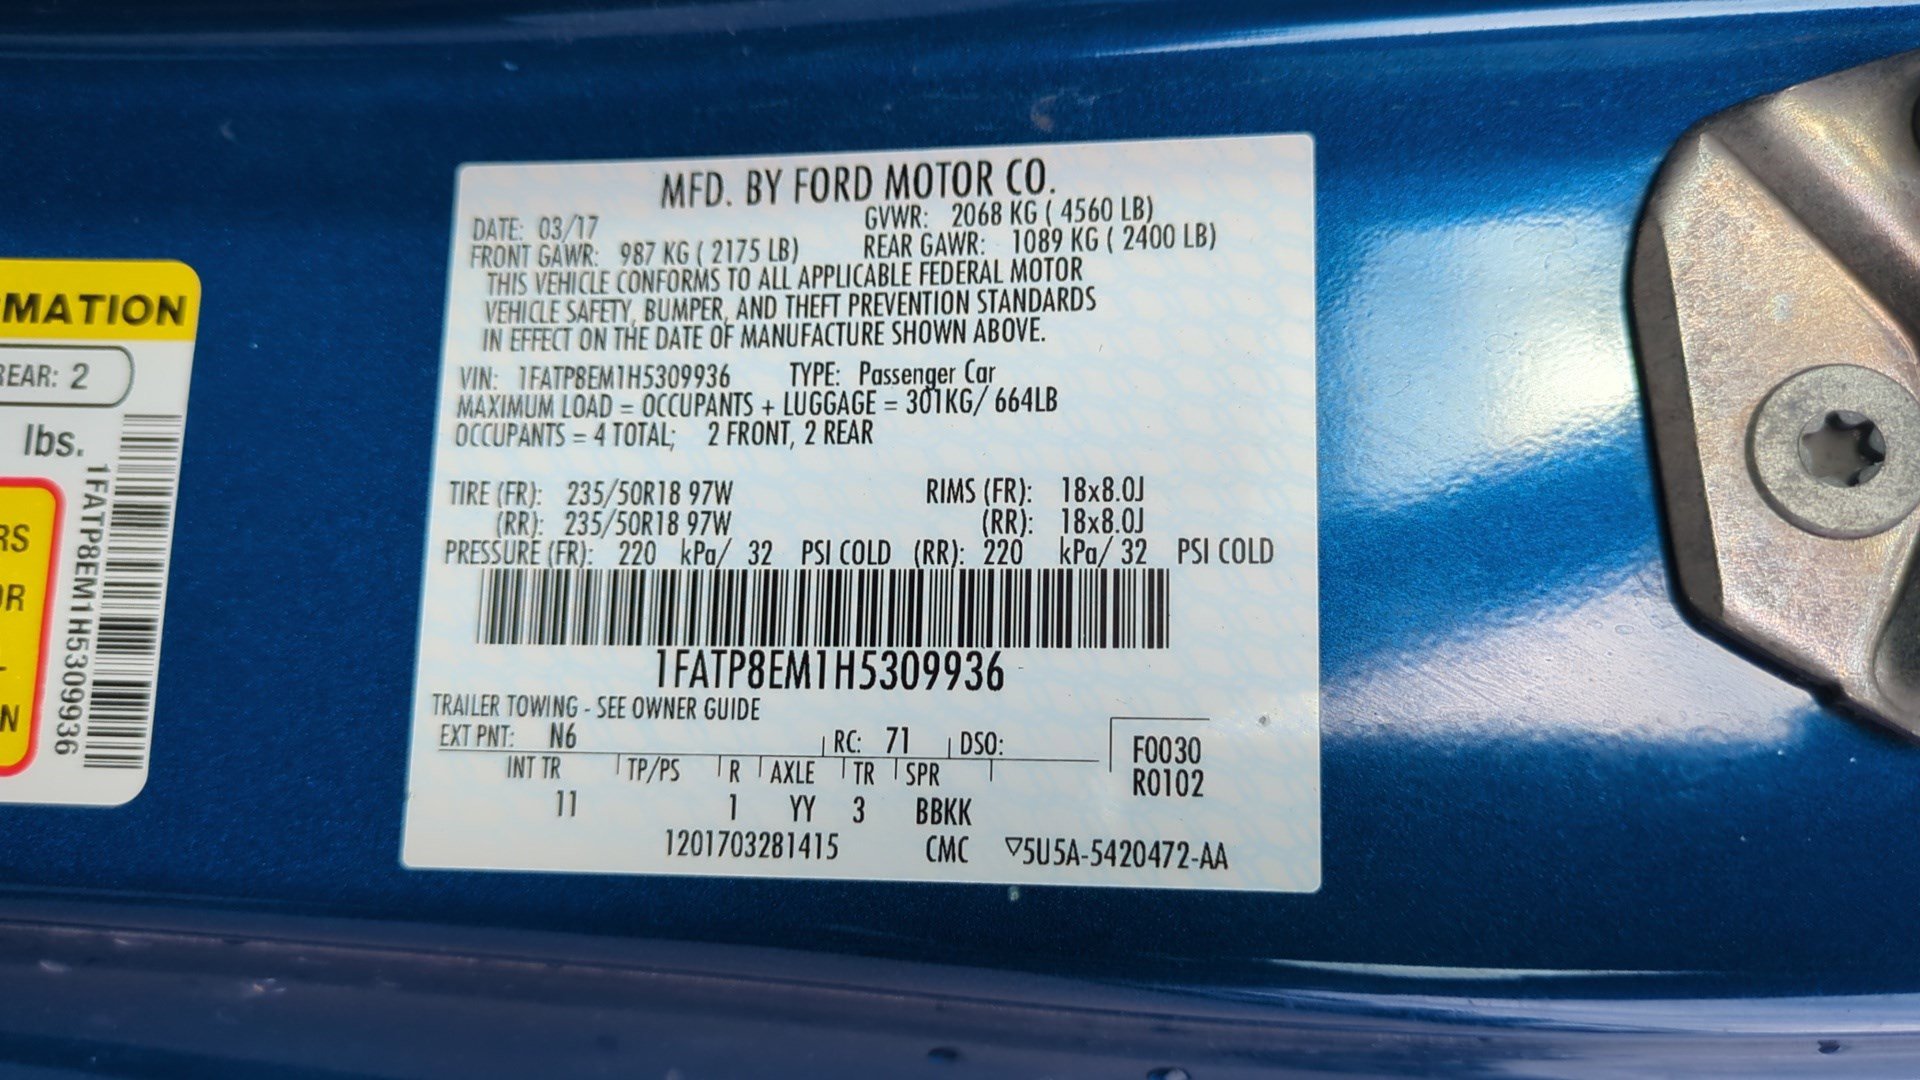 MATION
REAR: 2
lbs.
1FATP8EM1H5309936
MFD. BY FORD MOTOR CO.
DATE: 03/17 GVWR: 2068 KG ( 4560 LB)
FRONT GAWR: 987 KG ( 2175 LB) REAR GAWR: 1089 KG ( 2400 LB)
THIS VEHICLE CONFORMS TO ALL APPLICABLE FEDERAL MOTOR
VEHICLE SAFETY, BUMPER, AND THEFT PREVENTION STANDARDS
IN EFFECT ON THE DATE OF MANUFACTURE SHOWN ABOVE.
VIN: 1FATP8EM1H5309936 TYPE: Passenger Car
MAXIMUM LOAD = OCCUPANTS + LUGGAGE = 301KG/ 664LB
OCCUPANTS = 4 TOTAL; 2 FRONT, 2 REAR
TIRE (FR): 235/50R18 97W RIMS (FR): 18x8.0J
(RR): 235/50R18 97W (RR): 18x8.0J
PRESSURE (FR): 220 kPa/ 32 PSI COLD (RR): 220 kPa/ 32 PSI COLD
1FATP8EM1H5309936
TRAILER TOWING - SEE OWNER GUIDE
EXT PNT: N6 RC: 71 DSO:
INT TR TP/PS R AXLE TR SPR
11 1 YY 3 BBKK
F0030
R0102
1201703281415 CMC ▽5U5A-5420472-AA